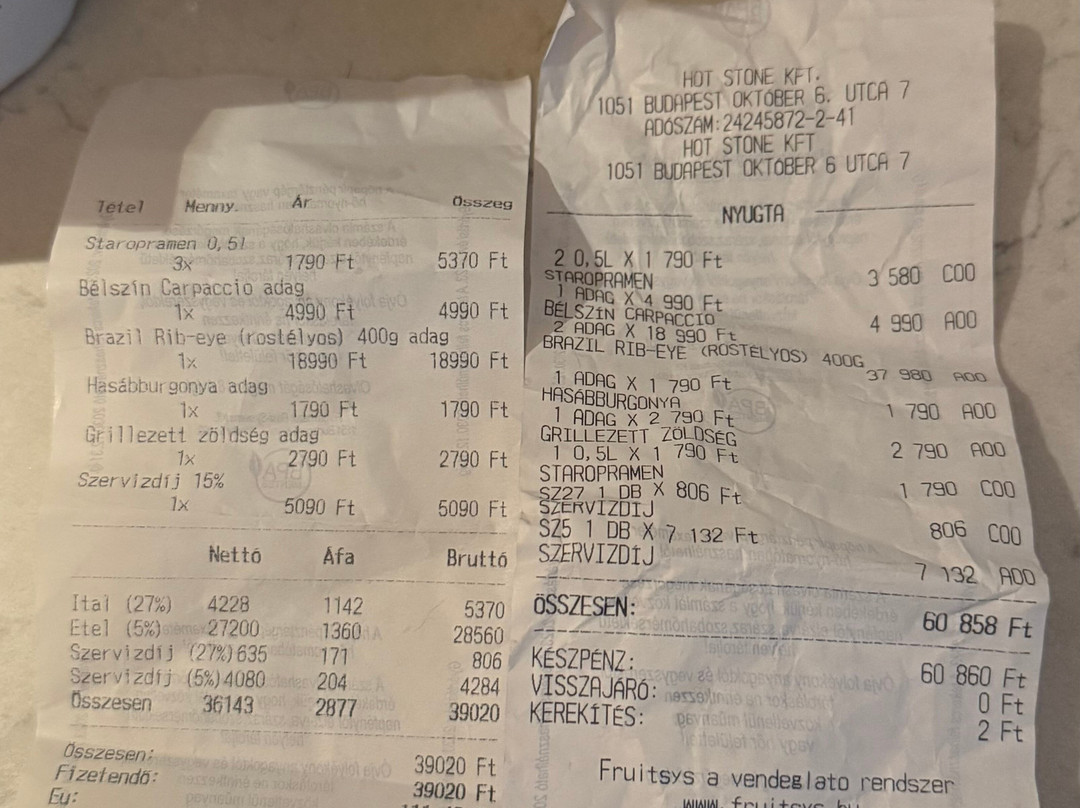 Tétel Menny. Ár Összeg
Staropramen 0,5l
3x 1790 Ft 5370 Ft
Bélszín Carpaccio adag
1x 4990 Ft 4990 Ft
Brazil Rib-eye (rostélyos) 400g adag
1x 18990 Ft 18990 Ft
Hasábburgonya adag
1x 1790 Ft 1790 Ft
Grillezett zöldség adag
1x 2790 Ft 2790 Ft
Szervizdíj 15%
1x 5090 Ft 5090 Ft
Nettó Áfa Bruttó
Ital (27%) 4228 1142 5370
Étel (5%) 27200 1360 28560
Szervizdíj (27%) 635 171 806
Szervizdíj (5%) 4080 204 4284
Összesen 36143 2877 39020
Összesen: 39020 Ft
Fizetendő: 39020 Ft
HOT STONE KFT.
1051 BUDAPEST OKTÓBER 6. UTCA 7
ADÓSZÁM:24245872-2-41
HOT STONE KFT
1051 BUDAPEST OKTÓBER 6 UTCA 7
NYUGTA
2 0,5L X 1 790 Ft
STAROPRAMEN 3 580 C00
1 ADAG X 4 990 Ft
BÉLSZÍN CARPACCIO 4 990 A00
2 ADAG X 18 990 Ft
BRAZIL RIB-EYE (ROSTÉLYOS) 400G
37 980 A00
1 ADAG X 1 790 Ft
HASÁBBURGONYA 1 790 A00
1 ADAG X 2 790 Ft
GRILLEZETT ZÖLDSÉG 2 790 A00
1 0,5L X 1 790 Ft
STAROPRAMEN 1 790 C00
SZ27 1 DB X 806 Ft
SZERVIZDÍJ 806 C00
SZ5 1 DB X 7 132 Ft
SZERVIZDÍJ 7 132 A00
ÖSSZESEN: 60 858 Ft
KÉSZPÉNZ: 60 860 Ft
VISSZAJÁRÓ: 0 Ft
KEREKÍTÉS: 2 Ft
Fruitsys a vendeglato rendszer